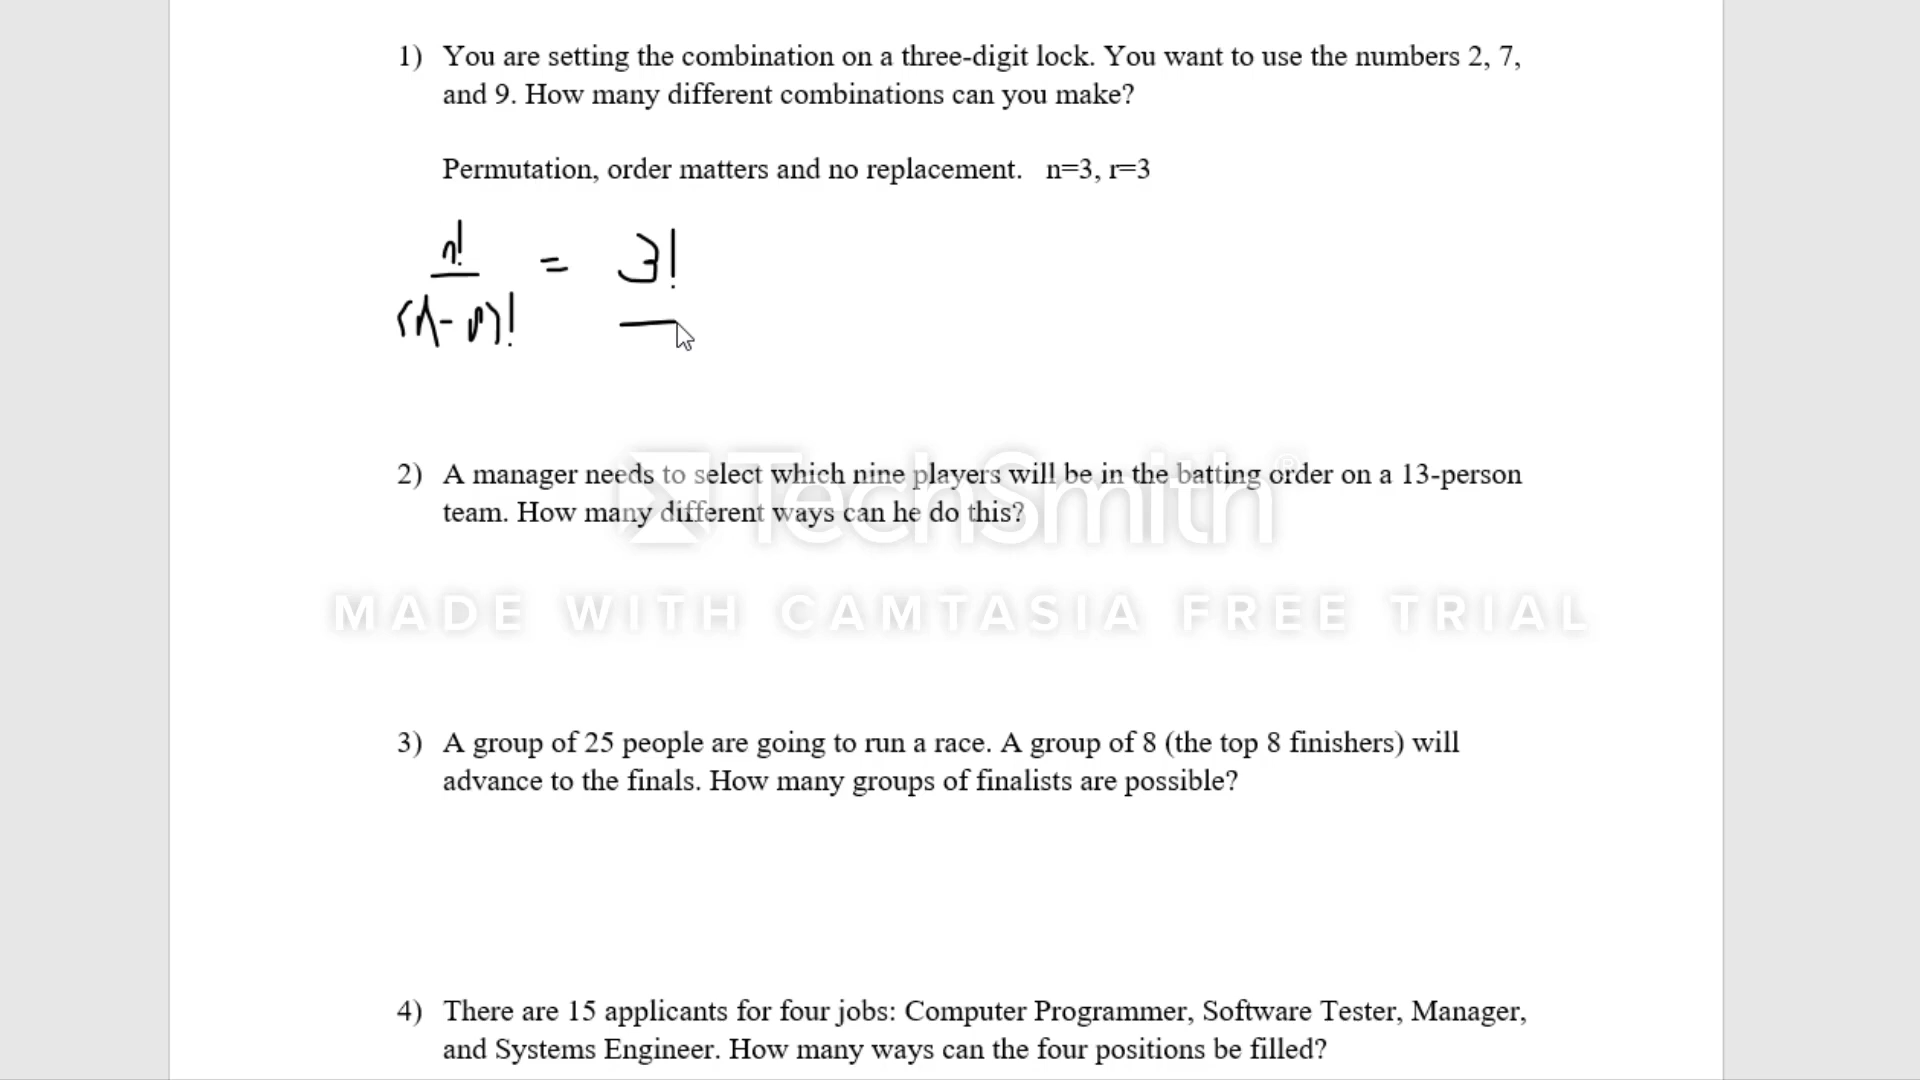 1) You are setting the combination on a three-digit lock. You want to use the numbers 2, 7,
and 9. How many different combinations can you make?
Permutation, order matters and no replacement. n=3, r=3
n! = 3!
(n-r)!
2) A manager needs to select which nine players will be in the batting order on a 13-person
team. How many different ways can he do this?
TechSmith®
MADE WITH CAMTASIA FREE TRIAL
3) A group of 25 people are going to run a race. A group of 8 (the top 8 finishers) will
advance to the finals. How many groups of finalists are possible?
4) There are 15 applicants for four jobs: Computer Programmer, Software Tester, Manager,
and Systems Engineer. How many ways can the four positions be filled?